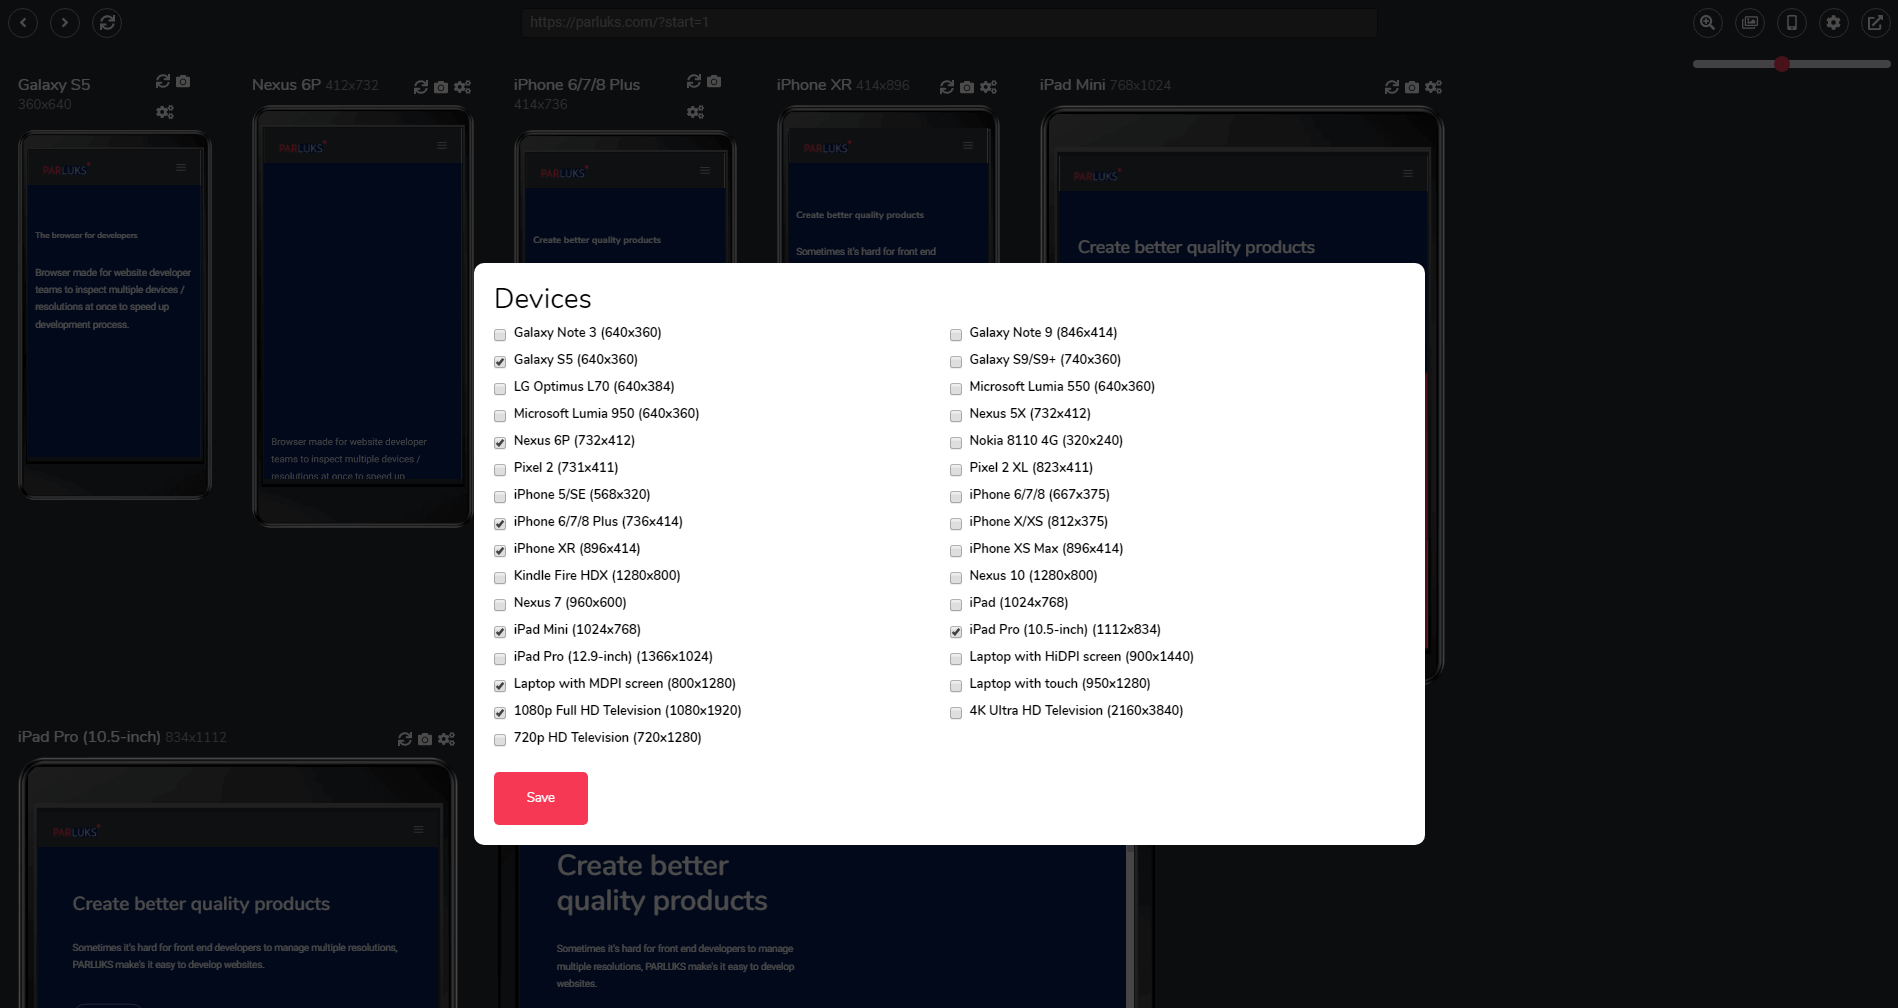 https://parluks.com/?start=1
Galaxy S5
360x640
Nexus 6P 412x732
iPhone 6/7/8 Plus
414x736
iPhone XR 414x896
iPad Mini 768x1024
PARLUKS
The browser for developers
Browser made for website developer
teams to inspect multiple devices /
resolutions at once to speed up
development process.
PARLUKS
Browser made for website developer
teams to inspect multiple devices /
resolutions at once to speed up
PARLUKS
Create better quality products
PARLUKS
Create better quality products
Sometimes it's hard for front end
PARLUKS
Create better quality products
Devices
Galaxy Note 3 (640x360)
Galaxy Note 9 (846x414)
Galaxy S5 (640x360)
Galaxy S9/S9+ (740x360)
LG Optimus L70 (640x384)
Microsoft Lumia 550 (640x360)
Microsoft Lumia 950 (640x360)
Nexus 5X (732x412)
Nexus 6P (732x412)
Nokia 8110 4G (320x240)
Pixel 2 (731x411)
Pixel 2 XL (823x411)
iPhone 5/SE (568x320)
iPhone 6/7/8 (667x375)
iPhone 6/7/8 Plus (736x414)
iPhone X/XS (812x375)
iPhone XR (896x414)
iPhone XS Max (896x414)
Kindle Fire HDX (1280x800)
Nexus 10 (1280x800)
Nexus 7 (960x600)
iPad (1024x768)
iPad Mini (1024x768)
iPad Pro (10.5-inch) (1112x834)
iPad Pro (12.9-inch) (1366x1024)
Laptop with HiDPI screen (900x1440)
Laptop with MDPI screen (800x1280)
Laptop with touch (950x1280)
1080p Full HD Television (1080x1920)
4K Ultra HD Television (2160x3840)
720p HD Television (720x1280)
Save
iPad Pro (10.5-inch) 834x1112
PARLUKS
Create better quality products
Sometimes it's hard for front end developers to manage multiple resolutions,
PARLUKS make's it easy to develop websites.
Create better
quality products
Sometimes it's hard for front end developers to manage
multiple resolutions, PARLUKS make's it easy to develop
websites.